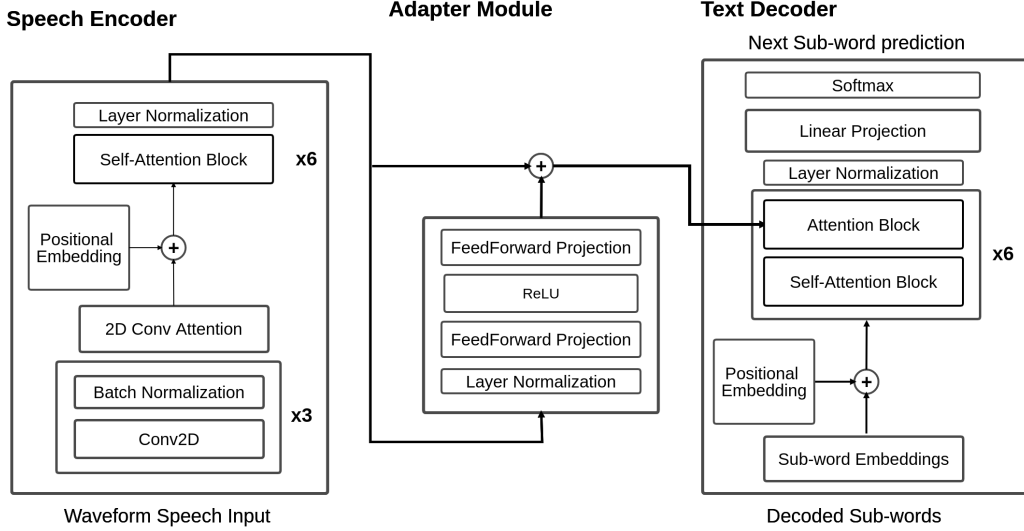 Speech Encoder
Layer Normalization
Self-Attention Block
x6
Positional
Embedding
+
2D Conv Attention
Batch Normalization
x3
Conv2D
Waveform Speech Input
Adapter Module
+
FeedForward Projection
ReLU
FeedForward Projection
Layer Normalization
Text Decoder
Next Sub-word prediction
Softmax
Linear Projection
Layer Normalization
Attention Block
x6
Self-Attention Block
Positional
Embedding
+
Sub-word Embeddings
Decoded Sub-words